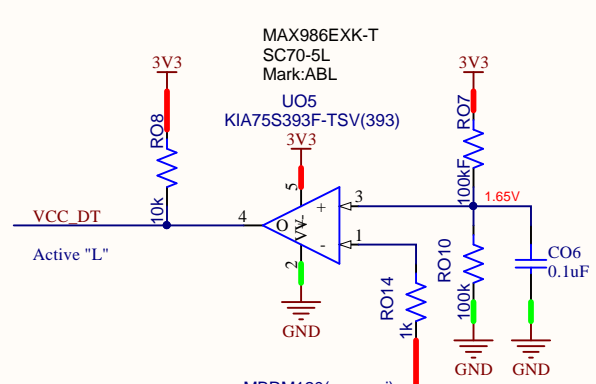 MAX986EXK-T
SC70-5L
Mark:ABL
3V3
3V3
UO5
KIA75S393F-TSV(393)
3V3
RO8
10k
RO7
100kF
5
3
1.65V
+
O
V+
V-
4
VCC_DT
Active "L"
-
1
2
RO10
100k
CO6
0.1uF
RO14
1k
GND
GND
GND